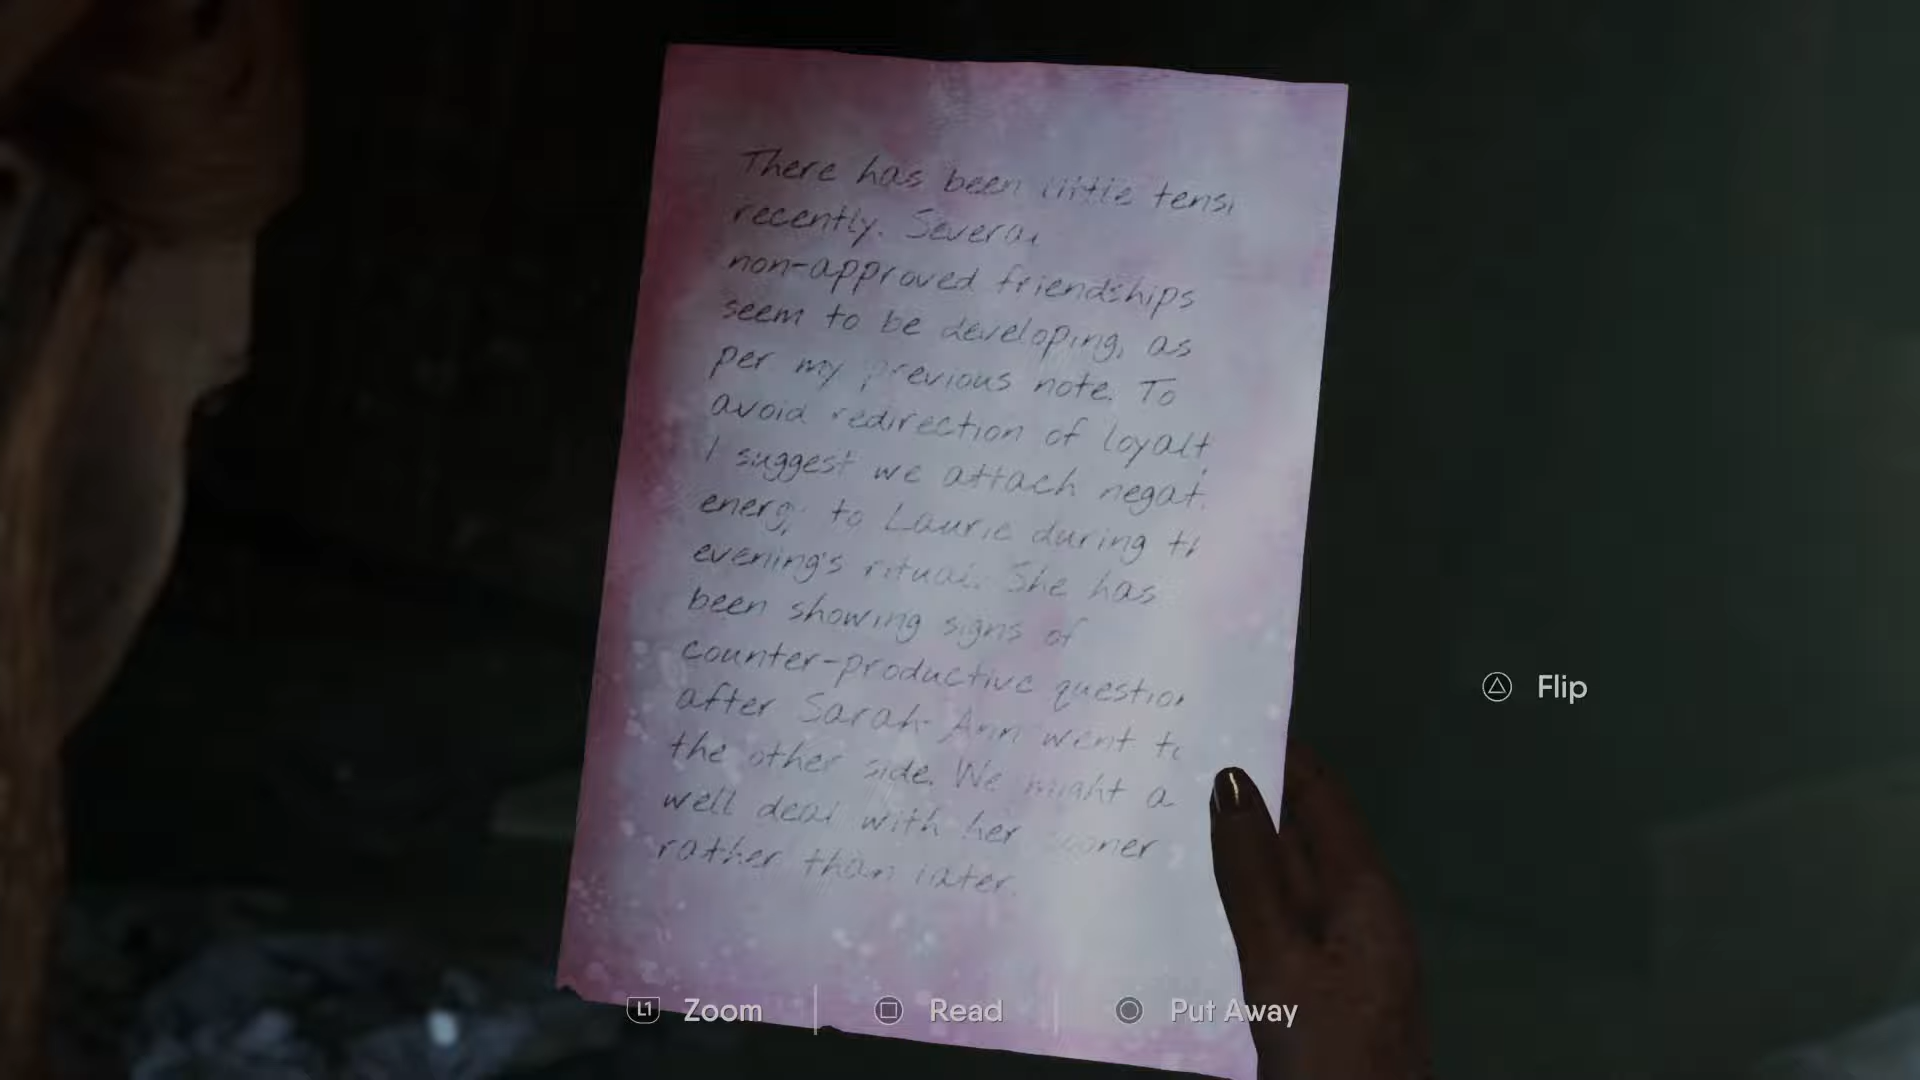 There has been little tensi
recently. Several
non-approved friendships
seem to be developing, as
per my previous note. To
avoid redirection of loyalt
I suggest we attach negat
energy to Laurie during th
evening's ritual. She has
been showing signs of
counter-productive question
after Sarah-Ann went to
the other side. We might a
well deal with her sooner
rather than later.
Flip
L1 Zoom Read Put Away